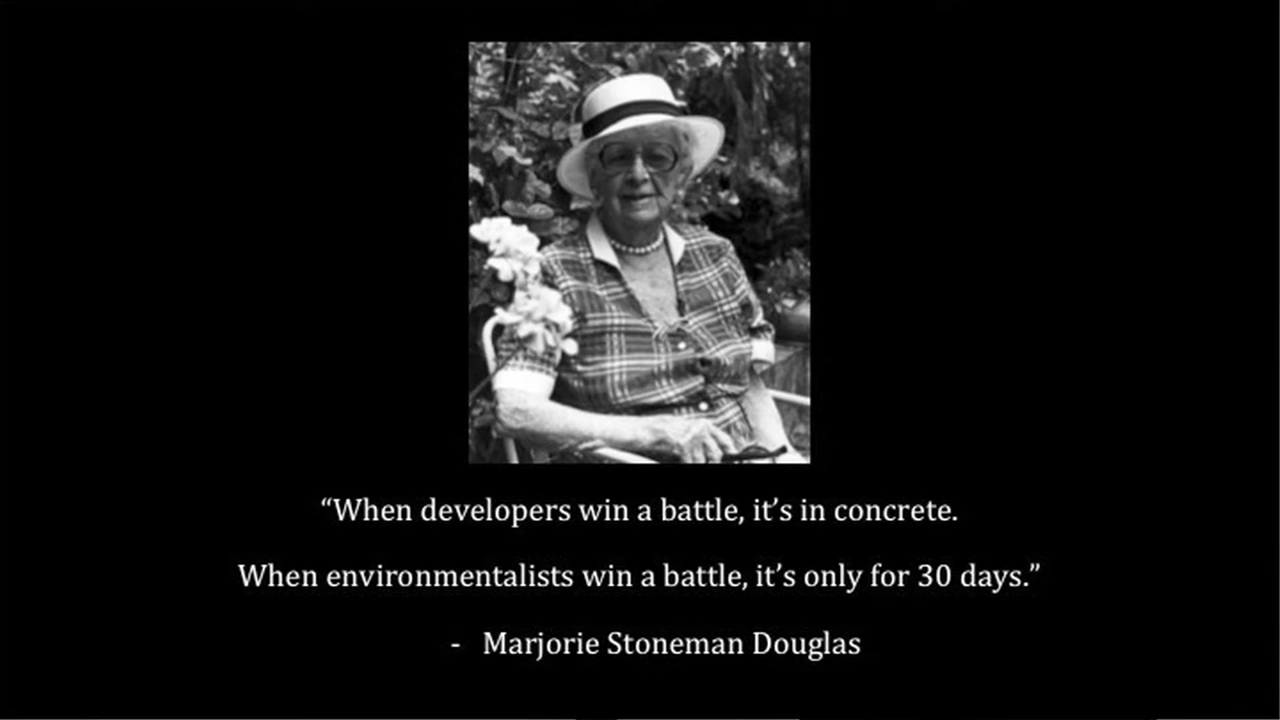 “When developers win a battle, it’s in concrete.
When environmentalists win a battle, it’s only for 30 days.”
- Marjorie Stoneman Douglas